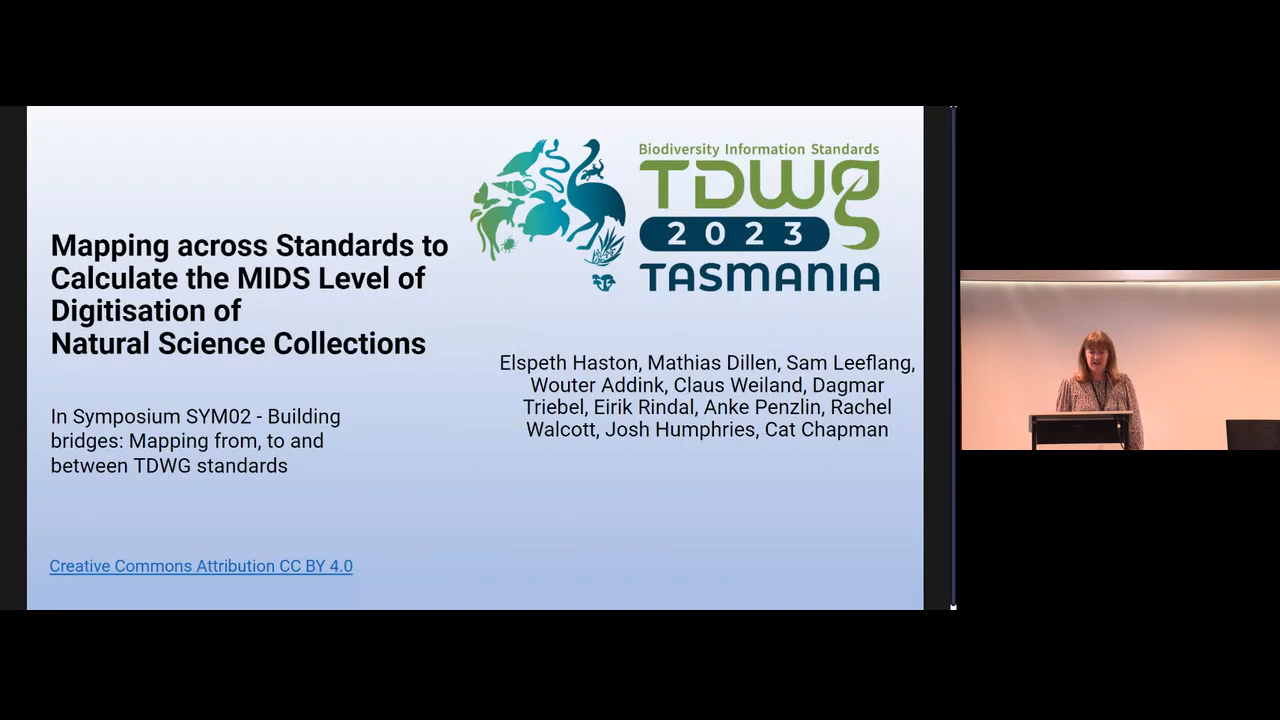 Biodiversity Information Standards
TDWG
2023
TASMANIA
Mapping across Standards to
Calculate the MIDS Level of
Digitisation of
Natural Science Collections
Elspeth Haston, Mathias Dillen, Sam Leeflang,
Wouter Addink, Claus Weiland, Dagmar
Triebel, Eirik Rindal, Anke Penzlin, Rachel
Walcott, Josh Humphries, Cat Chapman
In Symposium SYM02 - Building
bridges: Mapping from, to and
between TDWG standards
Creative Commons Attribution CC BY 4.0